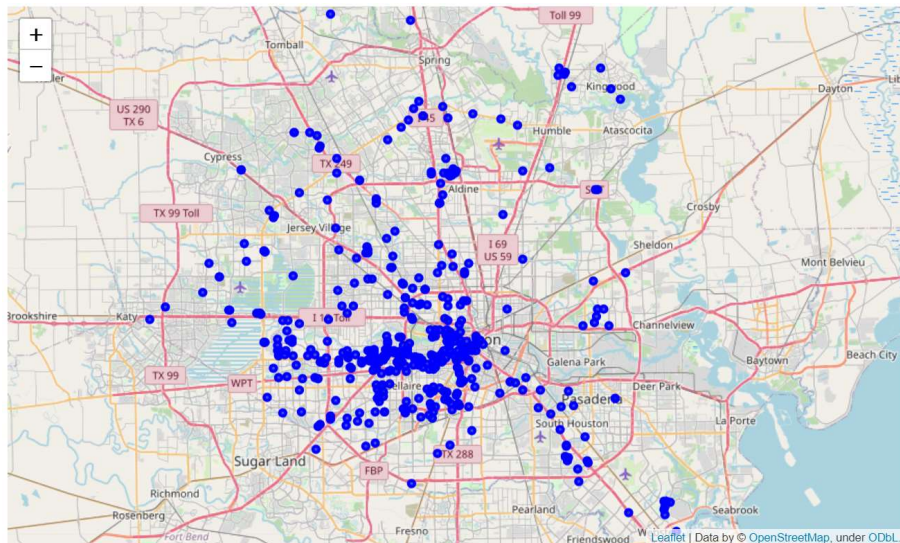 Toll 99
+
Tomball
−
Spring
Kingwood
Dayton
US 290
TX 6
Humble
Atascocita
Cypress
TX 249
Aldine
Crosby
TX 99 Toll
Jersey Village
I 69
US 59
Sheldon
Mont Belvieu
Brookshire
Katy
Channelview
Galena Park
Baytown
Beach City
TX 99
WPT
Deer Park
Pasadena
La Porte
South Houston
TX 288
Sugar Land
FBP
Richmond
Rosenberg
Pearland
Seabrook
Fort Bend
Fresno
Friendswood
Leaflet | Data by © OpenStreetMap, under ODbL.